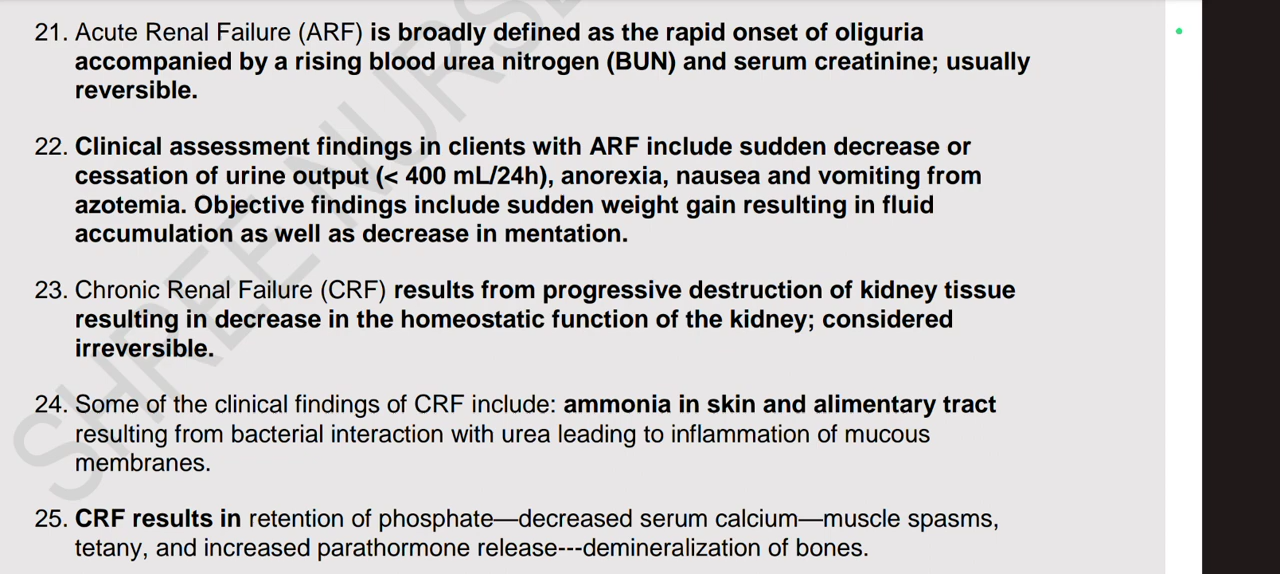 21. Acute Renal Failure (ARF) is broadly defined as the rapid onset of oliguria
accompanied by a rising blood urea nitrogen (BUN) and serum creatinine; usually
reversible.
22. Clinical assessment findings in clients with ARF include sudden decrease or
cessation of urine output (< 400 mL/24h), anorexia, nausea and vomiting from
azotemia. Objective findings include sudden weight gain resulting in fluid
accumulation as well as decrease in mentation.
23. Chronic Renal Failure (CRF) results from progressive destruction of kidney tissue
resulting in decrease in the homeostatic function of the kidney; considered
irreversible.
24. Some of the clinical findings of CRF include: ammonia in skin and alimentary tract
resulting from bacterial interaction with urea leading to inflammation of mucous
membranes.
25. CRF results in retention of phosphate—decreased serum calcium—muscle spasms,
tetany, and increased parathormone release---demineralization of bones.
SHREE NURSE